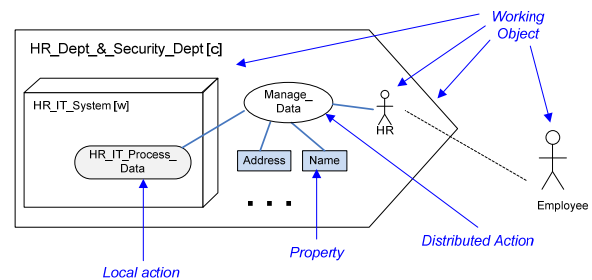 Working
Object
HR_Dept_&_Security_Dept [c]
HR_IT_System [w]
Manage_
Data
HR
HR_IT_Process_
Data
Address
Name
Employee
. . .
Local action
Property
Distributed Action